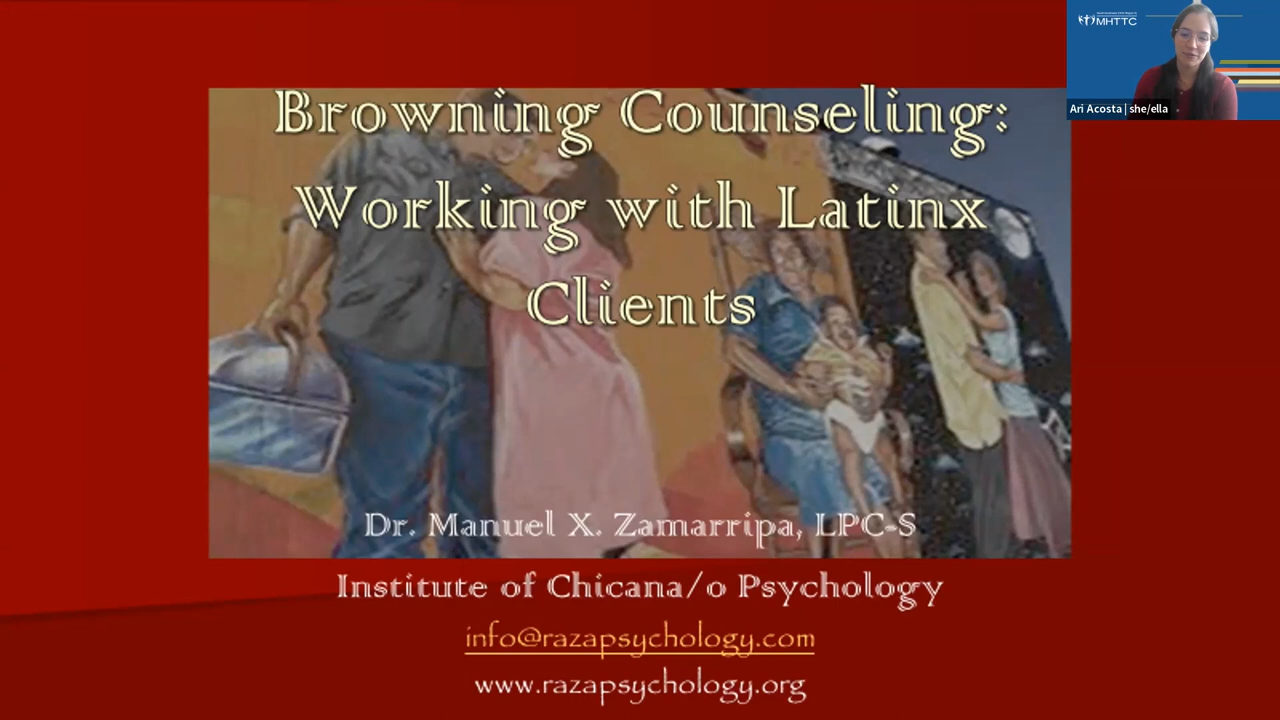 Browning Counseling:
Working with Latinx
Clients
Dr. Manuel X. Zamarripa, LPC-S
Institute of Chicana/o Psychology
info@razapsychology.com
www.razapsychology.org
MHTTC
Ari Acosta | she/ella